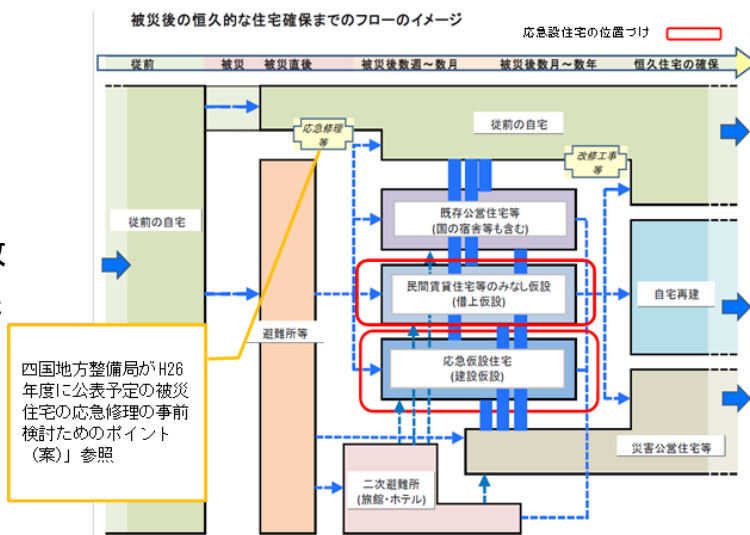 被災後の恒久的な住宅確保までのフローのイメージ
応急設住宅の位置づけ
従前
被災
被災直後
被災後数週～数月
被災後数月～数年
恒久住宅の確保
応急修理
等
従前の自宅
改修工事
等
従前の自宅
既存公営住宅等
(国の宿舎等も含む)
民間賃貸住宅等のみなし仮設
(借上仮設)
自宅再建
避難所等
応急仮設住宅
(建設仮設)
四国地方整備局がH26
年度に公表予定の被災
住宅の応急修理の事前
検討ためのポイント
（案）」参照
災害公営住宅等
二次避難所
(旅館・ホテル)